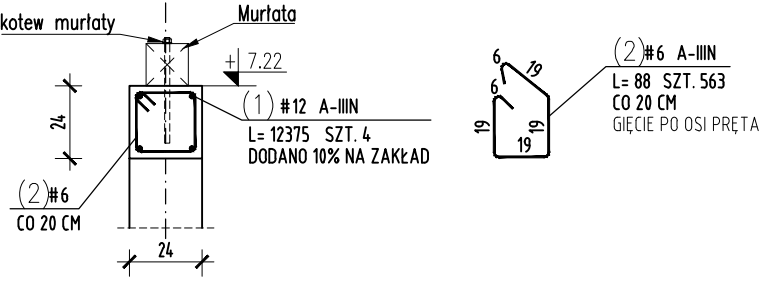 kotew murłaty
Murłata
+ 7.22
24
(1) #12 A-IIIN
L= 12375 SZT. 4
DODANO 10% NA ZAKŁAD
(2)#6
CO 20 CM
24
6
19
6
19
19
19
(2)#6 A-IIIN
L= 88 SZT. 563
CO 20 CM
GIĘCIE PO OSI PRĘTA